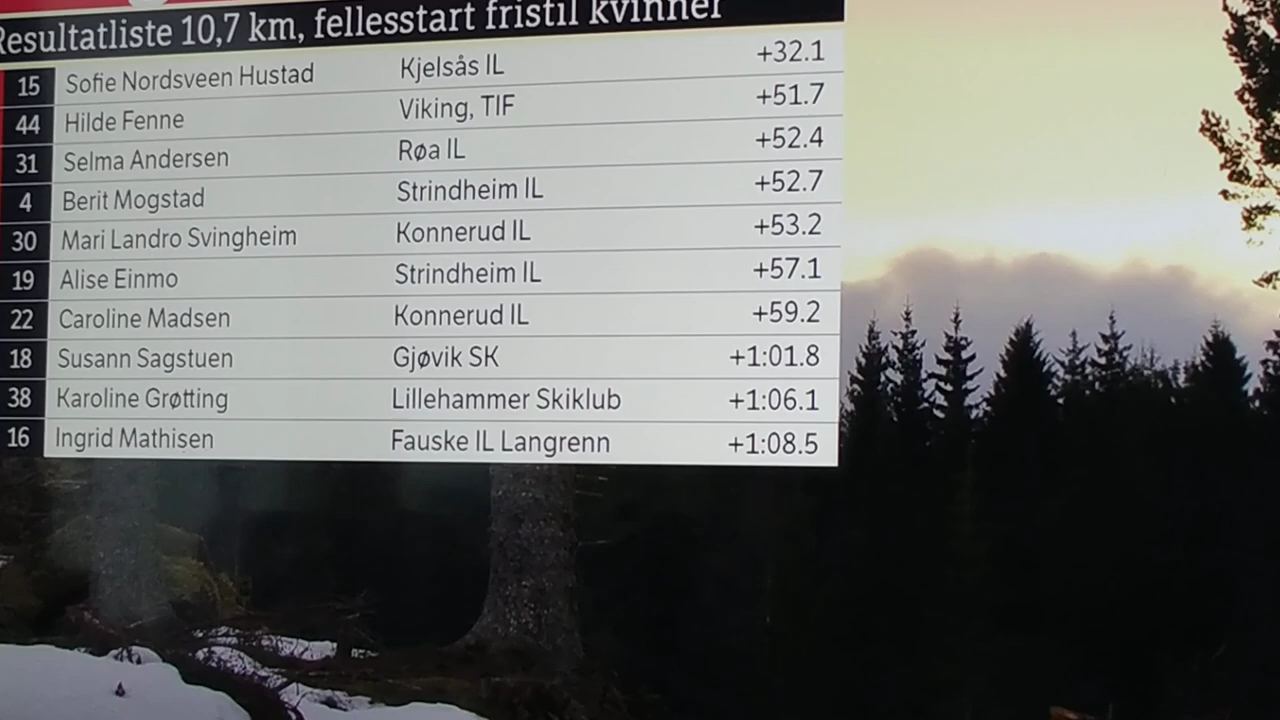 Resultatliste 10,7 km, fellesstart fristil kvinner
15 Sofie Nordsveen Hustad Kjelsås IL +32.1
44 Hilde Fenne Viking, TIF +51.7
31 Selma Andersen Røa IL +52.4
4 Berit Mogstad Strindheim IL +52.7
30 Mari Landro Svingheim Konnerud IL +53.2
19 Alise Einmo Strindheim IL +57.1
22 Caroline Madsen Konnerud IL +59.2
18 Susann Sagstuen Gjøvik SK +1:01.8
38 Karoline Grøtting Lillehammer Skiklub +1:06.1
16 Ingrid Mathisen Fauske IL Langrenn +1:08.5